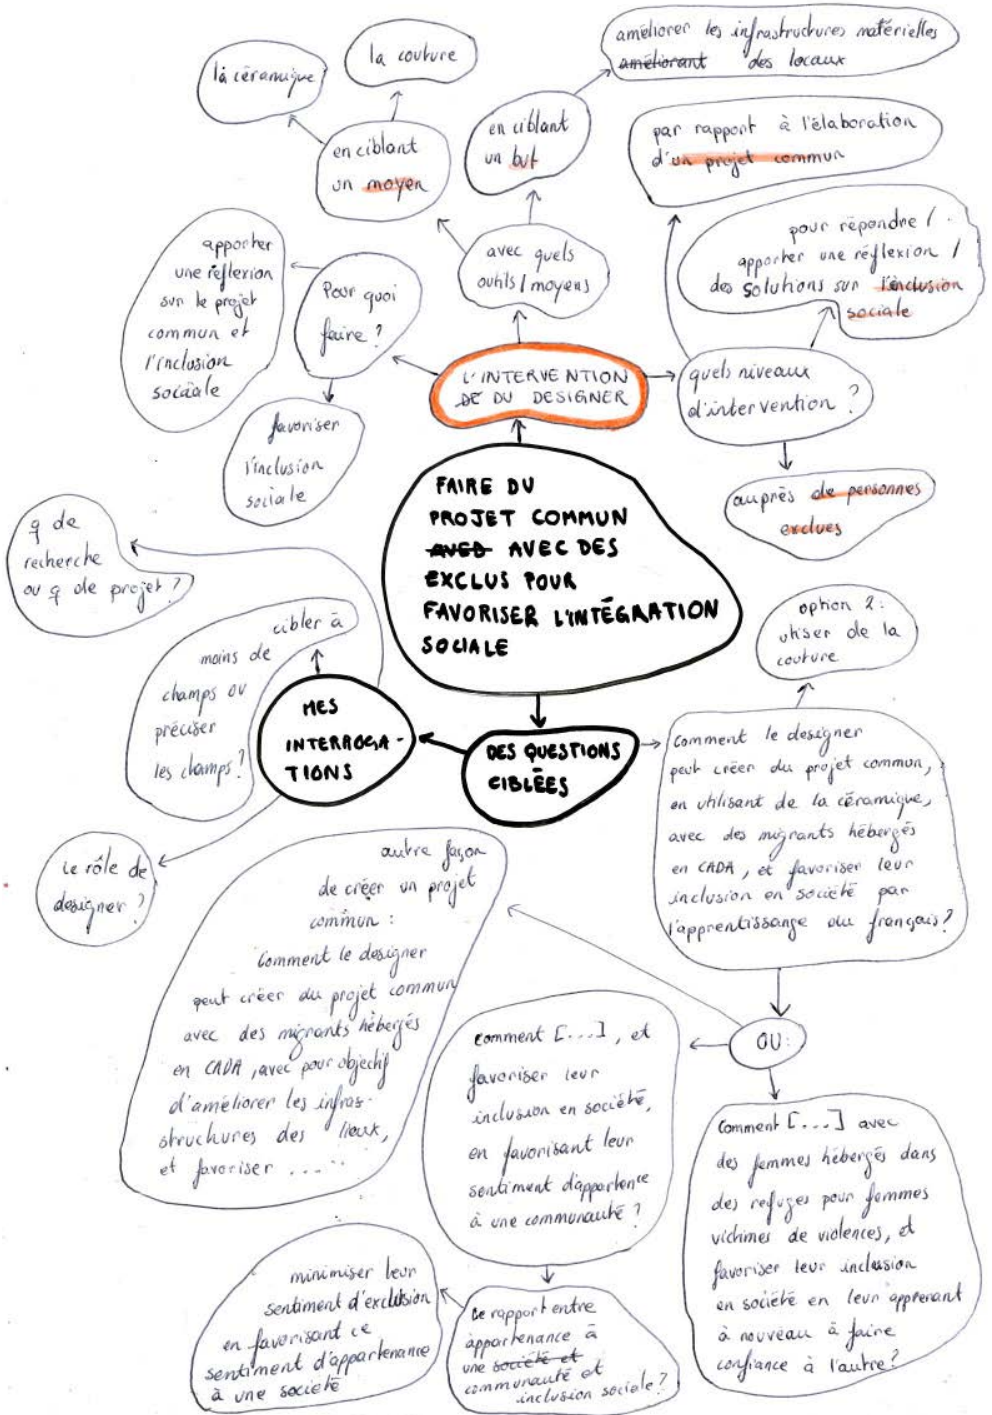 améliorer les infrastructures matérielles
améliorant des locaux
la couture
la céramique
en ciblant
un but
en ciblant
un moyen
par rapport à l'élaboration
d'un projet commun
pour répondre /
apporter une réflexion /
des solutions sur l'inclusion
sociale
avec quels
outils / moyens
apporter
une réflexion
sur le projet
commun et
l'inclusion
sociale
Pour quoi
faire ?
L'INTERVENTION
DE DU DESIGNER
quels niveaux
d'intervention ?
favoriser
l'inclusion
sociale
auprès de personnes
exclues
FAIRE DU
PROJET COMMUN
AVED AVEC DES
EXCLUS POUR
FAVORISER L'INTÉGRATION
SOCIALE
q de
recherche
ou q de projet ?
cibler à
moins de
champs ou
préciser
les champs ?
MES
INTERROGA-
TIONS
DES QUESTIONS
CIBLÉES
option 2 :
utiser de la
couture
Comment le designer
peut créer du projet commun,
en utilisant de la céramique,
avec des migrants hébergés
en CADA, et favoriser leur
inclusion en société par
l'apprentissange du français ?
Le rôle de
designer ?
autre façon
de créer un projet
commun :
Comment le designer
peut créer du projet commun
avec des migrants hébergés
en CADA, avec pour objectif
d'améliorer les infras-
structures des lieux,
et favoriser .....
OU :
comment [...], et
favoriser leur
inclusion en société,
en favorisant leur
sentiment d'appartence
à une communauté ?
Comment [...] avec
des femmes hébergés dans
des refuges pour femmes
victimes de violences, et
favoriser leur inclusion
en société en leur apprenant
à nouveau à faire
confiance à l'autre ?
minimiser leur
sentiment d'exclusion
en favorisant ce
sentiment d'appartenance
à une société
Ce rapport entre
appartenance à
une société et
communauté et
inclusion sociale ?